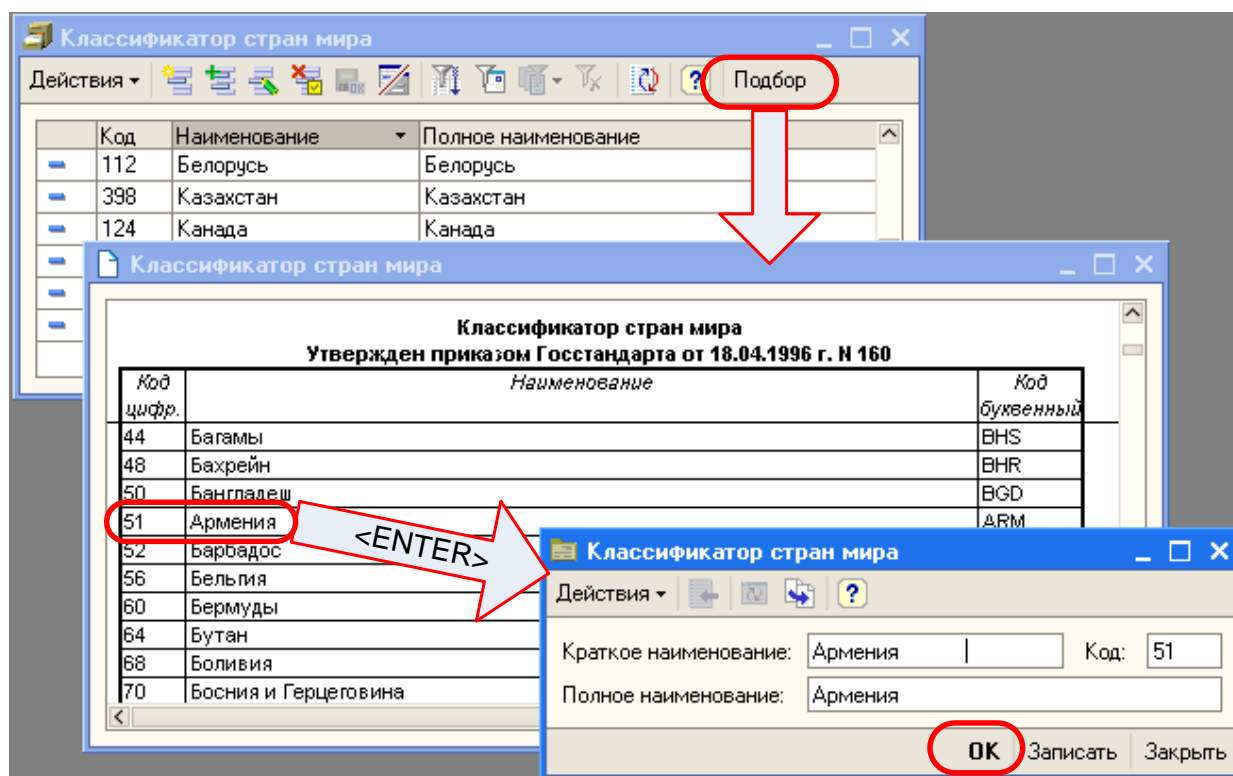 Классификатор стран мира
Действия
Подбор
Код Наименование Полное наименование
112 Белорусь Белорусь
398 Казахстан Казахстан
124 Канада Канада
Классификатор стран мира
Классификатор стран мира
Утвержден приказом Госстандарта от 18.04.1996 г. N 160
Код цифр. Наименование Код буквенный
44 Багамы BHS
48 Бахрейн BHR
50 Бангладеш BGD
51 Армения ARM
<ENTER>
52 Барбадос
56 Бельгия
60 Бермуды
64 Бутан
68 Боливия
70 Босния и Герцеговина
Классификатор стран мира
Действия
Краткое наименование: Армения Код: 51
Полное наименование: Армения
OK Записать Закрыть